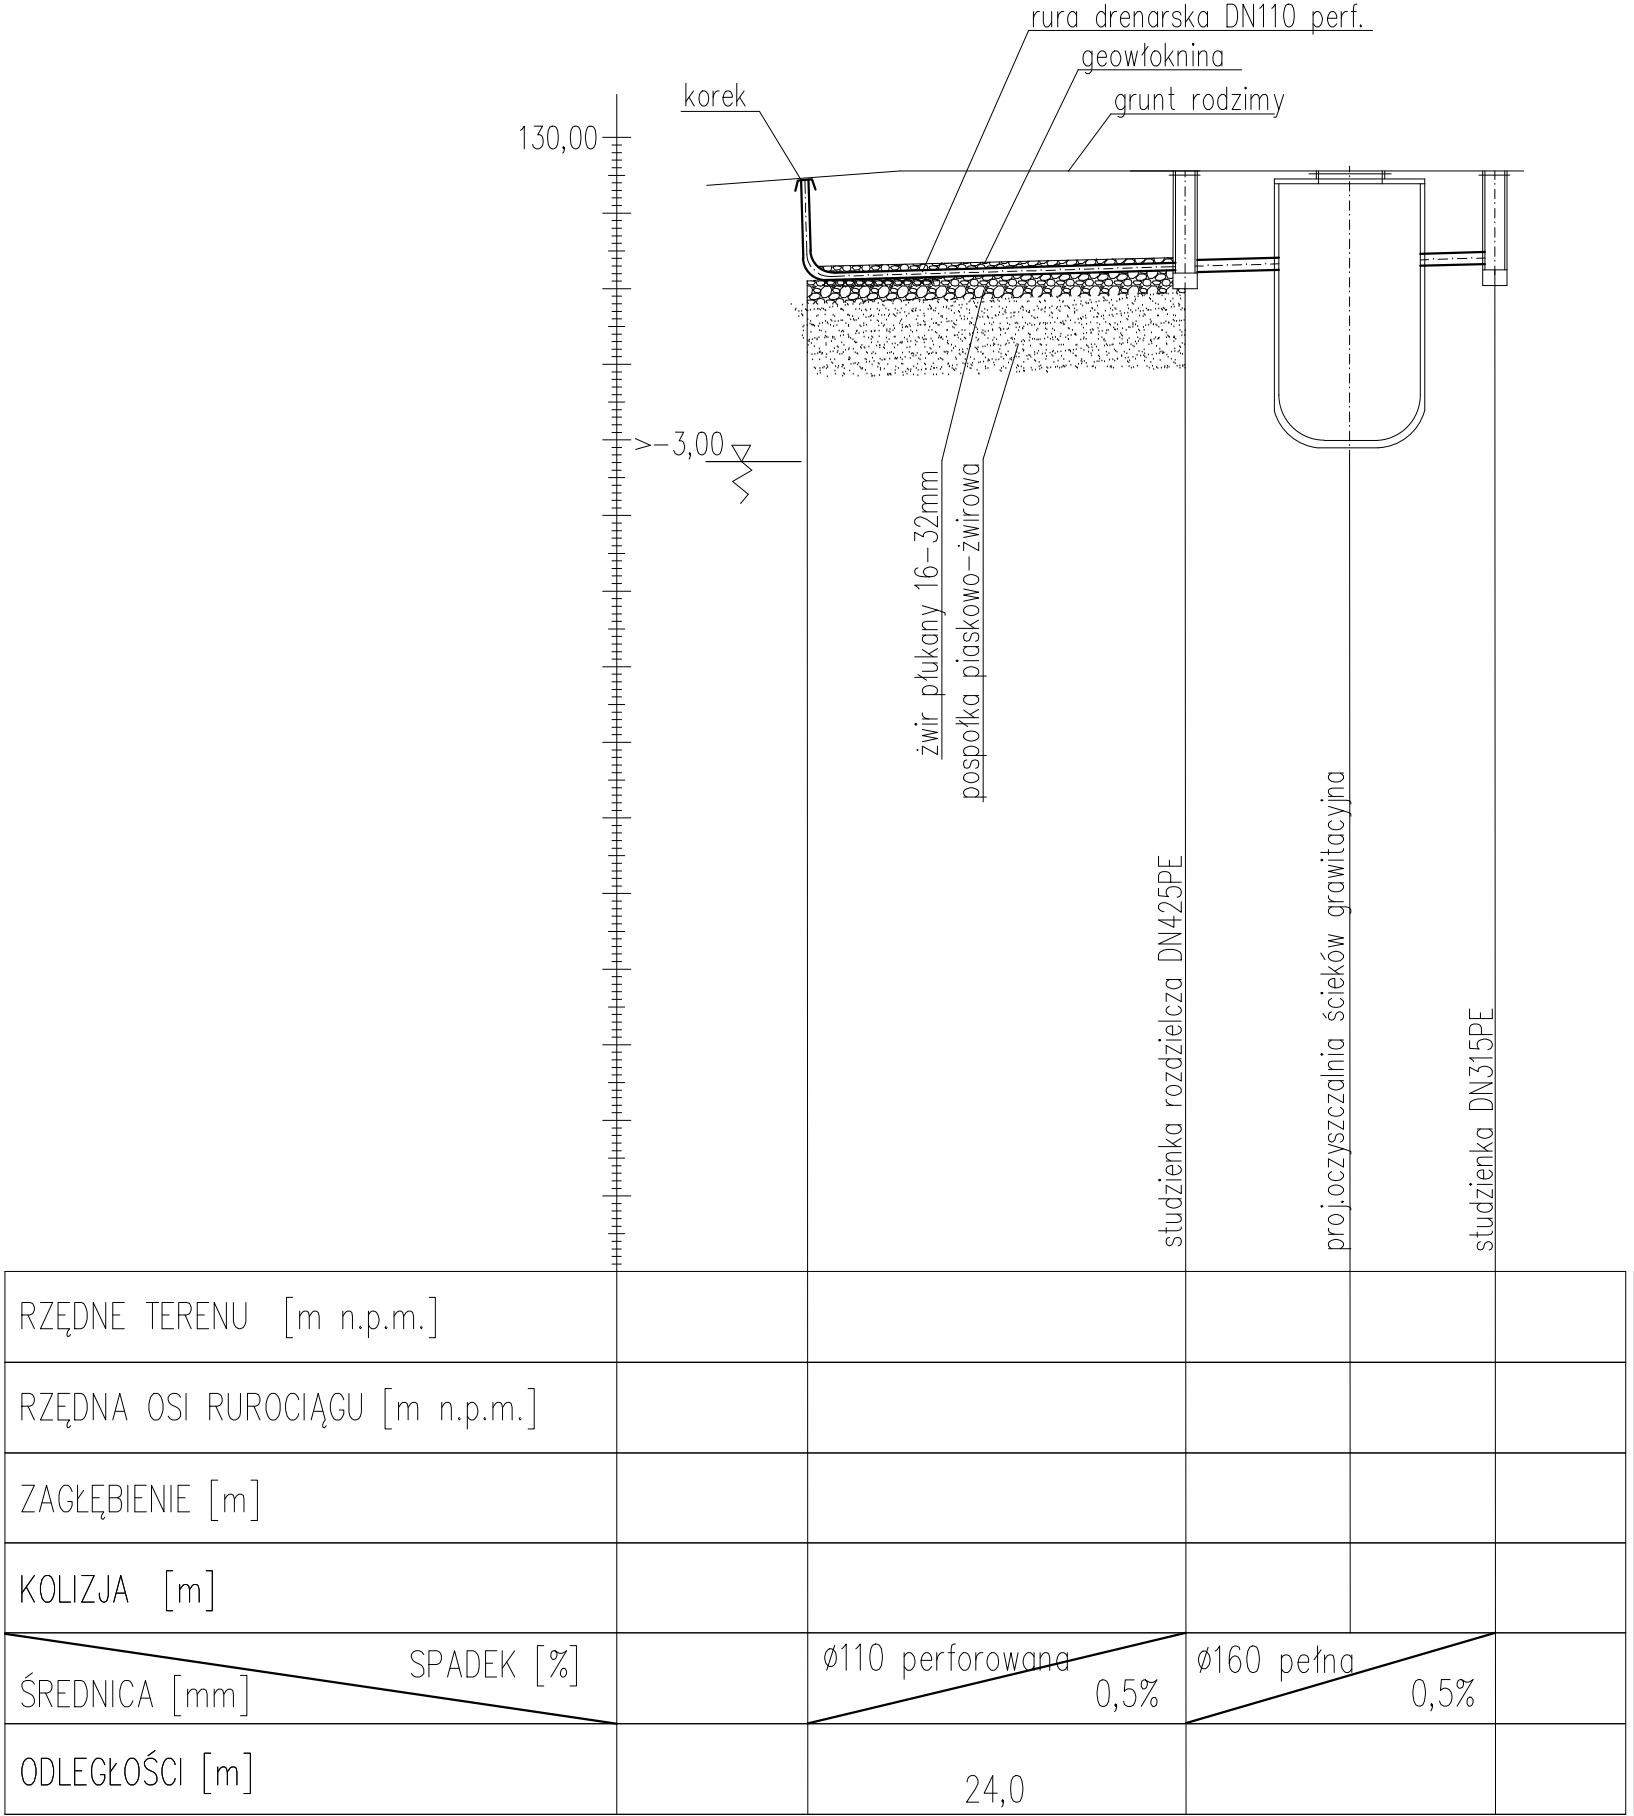 rura drenarska DN110 perf.
geowłoknina
korek
grunt rodzimy
130,00
>-3,00
żwir płukany 16-32mm
pospołka piaskowo-żwirowa
studzienka rozdzielcza DN425PE
proj.oczyszczalnia ścieków grawitacyjna
studzienka DN315PE
RZĘDNE TERENU [m n.p.m.]
RZĘDNA OSI RUROCIĄGU [m n.p.m.]
ZAGŁĘBIENIE [m]
KOLIZJA [m]
SPADEK [%]
ŚREDNICA [mm]
Ø110 perforowana
0,5%
Ø160 pełna
0,5%
ODLEGŁOŚCI [m]
24,0